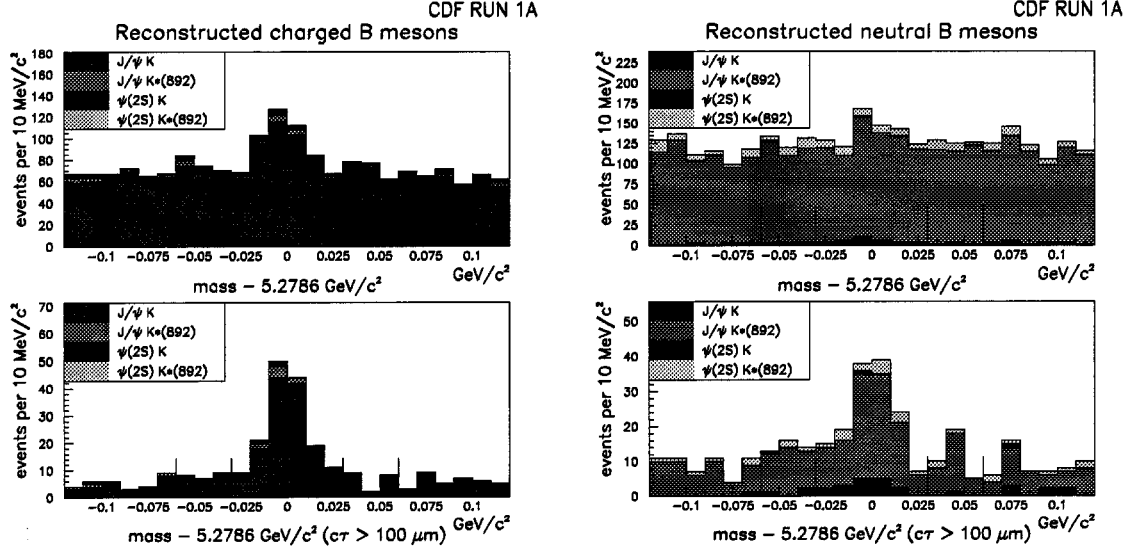 CDF RUN 1A
Reconstructed charged B mesons
events per 10 MeV/c²
180
160
140
120
100
80
60
40
20
0
J/ψ K
J/ψ K*(892)
ψ(2S) K
ψ(2S) K*(892)
-0.1 -0.075 -0.05 -0.025 0 0.025 0.05 0.075 0.1
GeV/c²
mass - 5.2786 GeV/c²
events per 10 MeV/c²
70
60
50
40
30
20
10
0
J/ψ K
J/ψ K*(892)
ψ(2S) K
ψ(2S) K*(892)
-0.1 -0.075 -0.05 -0.025 0 0.025 0.05 0.075 0.1
GeV/c²
mass - 5.2786 GeV/c² (cτ > 100 μm)
CDF RUN 1A
Reconstructed neutral B mesons
events per 10 MeV/c²
225
200
175
150
125
100
75
50
25
0
J/ψ K
J/ψ K*(892)
ψ(2S) K
ψ(2S) K*(892)
-0.1 -0.075 -0.05 -0.025 0 0.025 0.05 0.075 0.1
GeV/c²
mass - 5.2786 GeV/c²
events per 10 MeV/c²
50
40
30
20
10
0
J/ψ K
J/ψ K*(892)
ψ(2S) K
ψ(2S) K*(892)
-0.1 -0.075 -0.05 -0.025 0 0.025 0.05 0.075 0.1
GeV/c²
mass - 5.2786 GeV/c² (cτ > 100 μm)